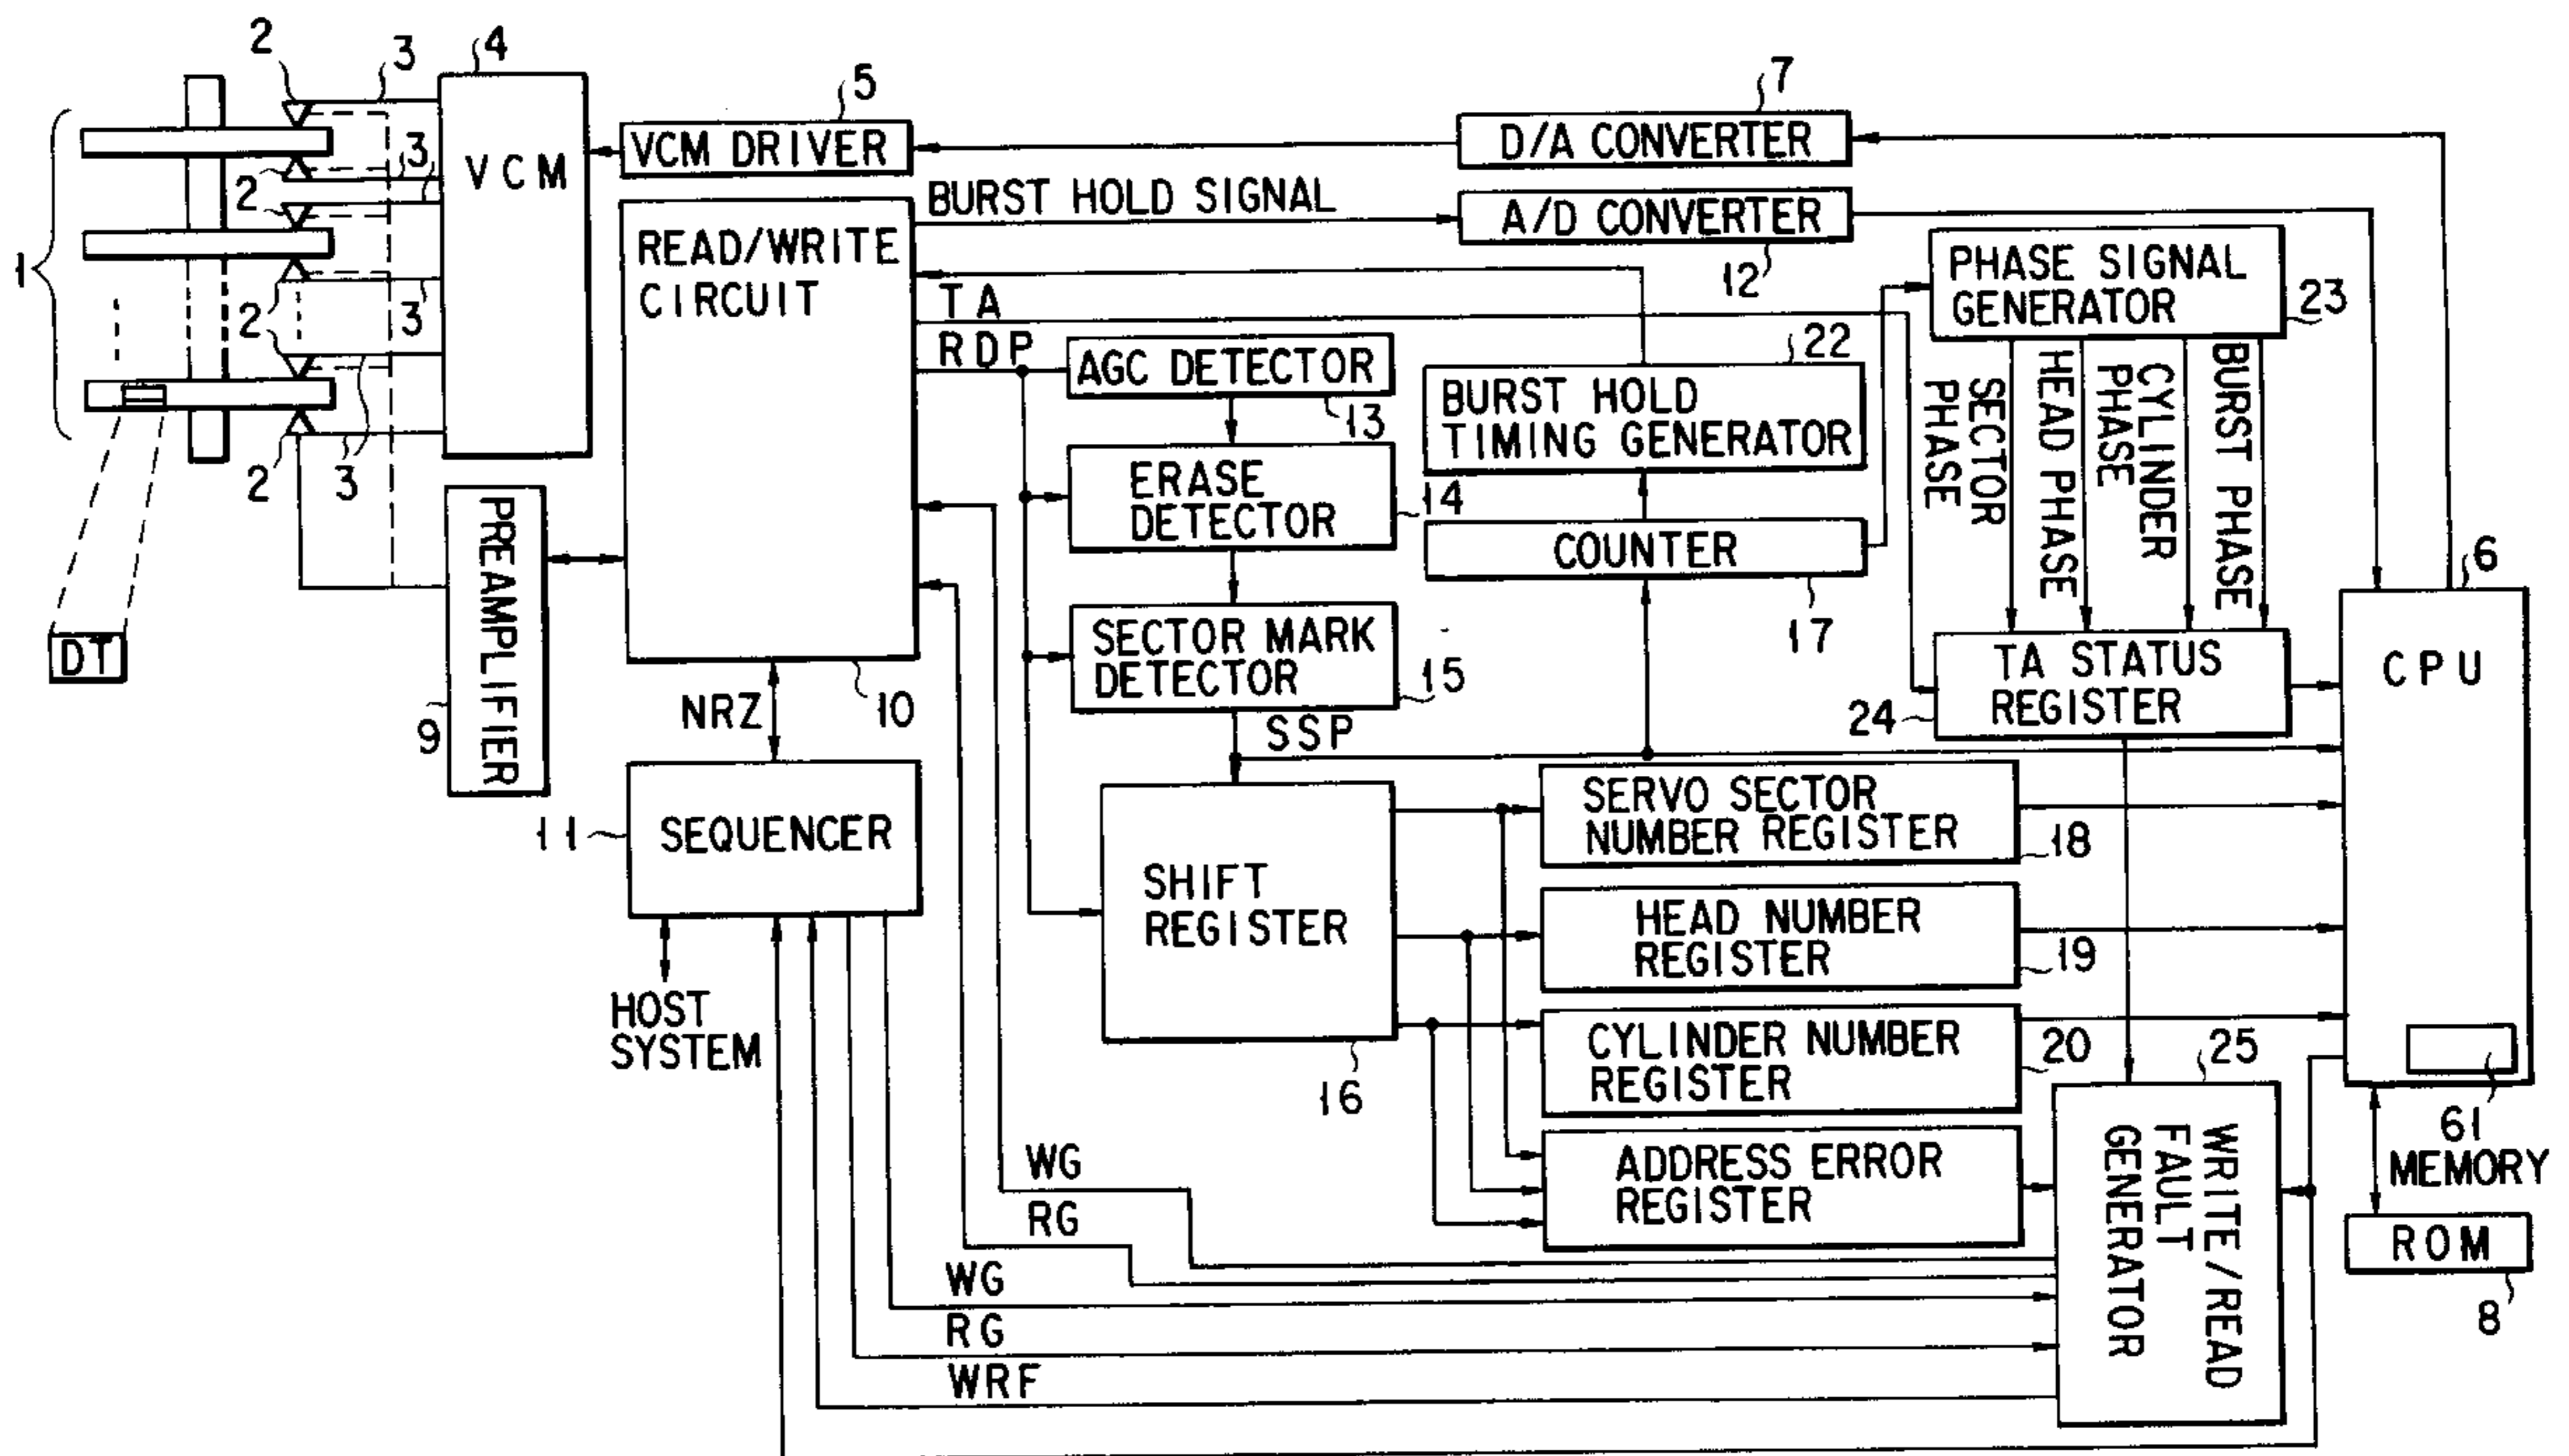 1
2
3
4
VCM
5
VCM DRIVER
7
D/A CONVERTER
BURST HOLD SIGNAL
A/D CONVERTER
12
READ/WRITE
CIRCUIT
10
TA
RDP
2
3
2
3
2
3
2
2
3
DT
PREAMPLIFIER
9
AGC DETECTOR
13
ERASE
DETECTOR
14
SECTOR MARK
DETECTOR
15
SSP
22
BURST HOLD
TIMING GENERATOR
COUNTER
17
PHASE SIGNAL
GENERATOR
23
SECTOR
PHASE
HEAD PHASE
CYLINDER
PHASE
BURST PHASE
TA STATUS
REGISTER
24
6
CPU
61
MEMORY
ROM
8
NRZ
11
SEQUENCER
HOST
SYSTEM
SHIFT
REGISTER
16
SERVO SECTOR
NUMBER REGISTER
18
HEAD NUMBER
REGISTER
19
CYLINDER NUMBER
REGISTER
20
ADDRESS ERROR
REGISTER
25
WRITE/READ
FAULT
GENERATOR
WG
RG
WG
RG
WRF